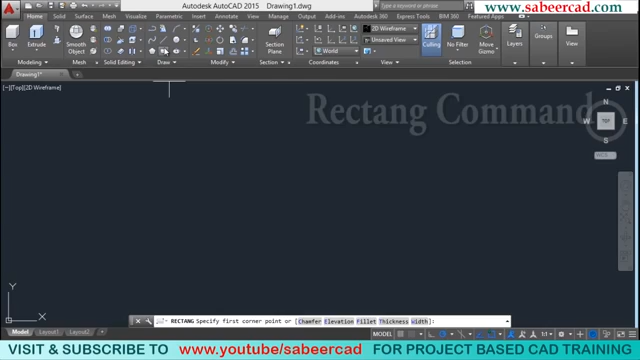 Autodesk AutoCAD 2015 Drawing1.dwg
www.sabeercad.com
Home Solid Surface Mesh Visualize Parametric Insert Annotate View Manage Output Add-ins Autodesk 360 Express Tools BIM 360 Featured Apps
2D Wireframe
Unsaved View
World
Box Extrude Smooth Object Section Plane Culling No Filter Move Gizmo Layers Groups
Modeling Mesh Solid Editing Draw Modify Section Coordinates View Selection
Drawing1*
[−][Top][2D Wireframe]
Rectang Command
N
W TOP E
S
WCS
Y
X
RECTANG Specify first corner point or [Chamfer Elevation Fillet Thickness Width]:
Model Layout1 Layout2 MODEL 1:1
VISIT & SUBSCRIBE TO www.youtube/sabeercad FOR PROJECT BASED CAD TRAINING